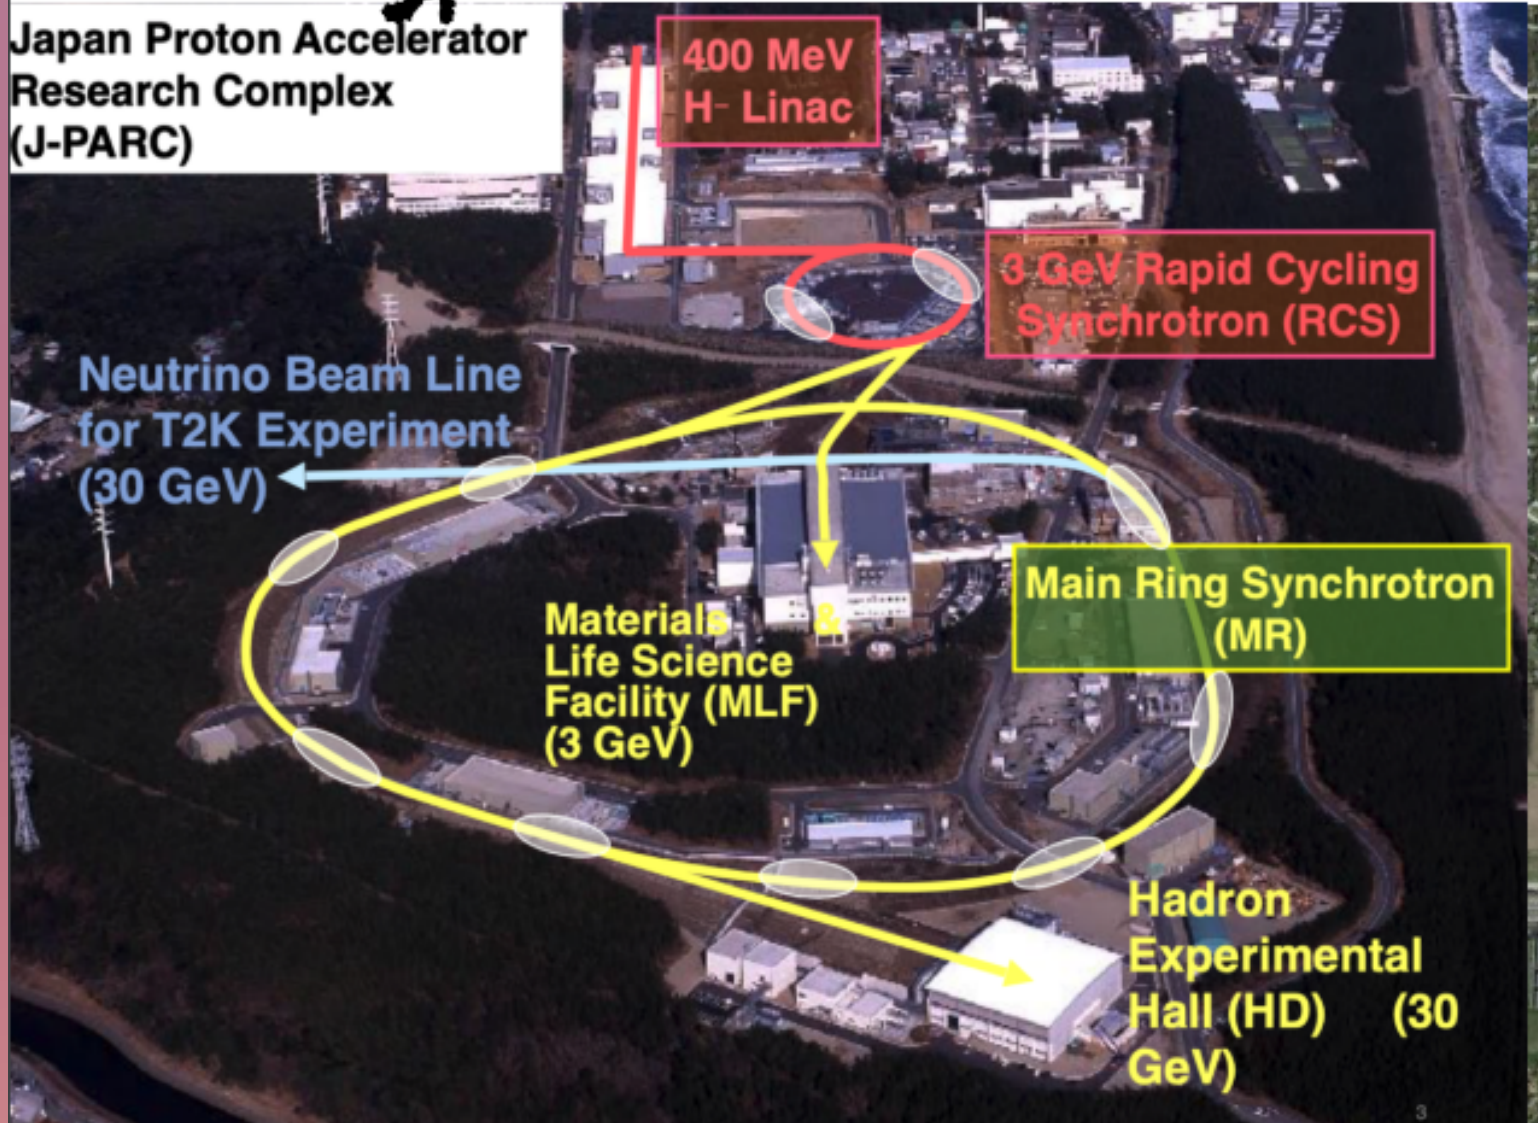 Japan Proton Accelerator
Research Complex
(J-PARC)
400 MeV
H⁻ Linac
3 GeV Rapid Cycling
Synchrotron (RCS)
Neutrino Beam Line
for T2K Experiment
(30 GeV)
Main Ring Synchrotron
(MR)
Materials &
Life Science
Facility (MLF)
(3 GeV)
Hadron
Experimental
Hall (HD) (30
GeV)
3